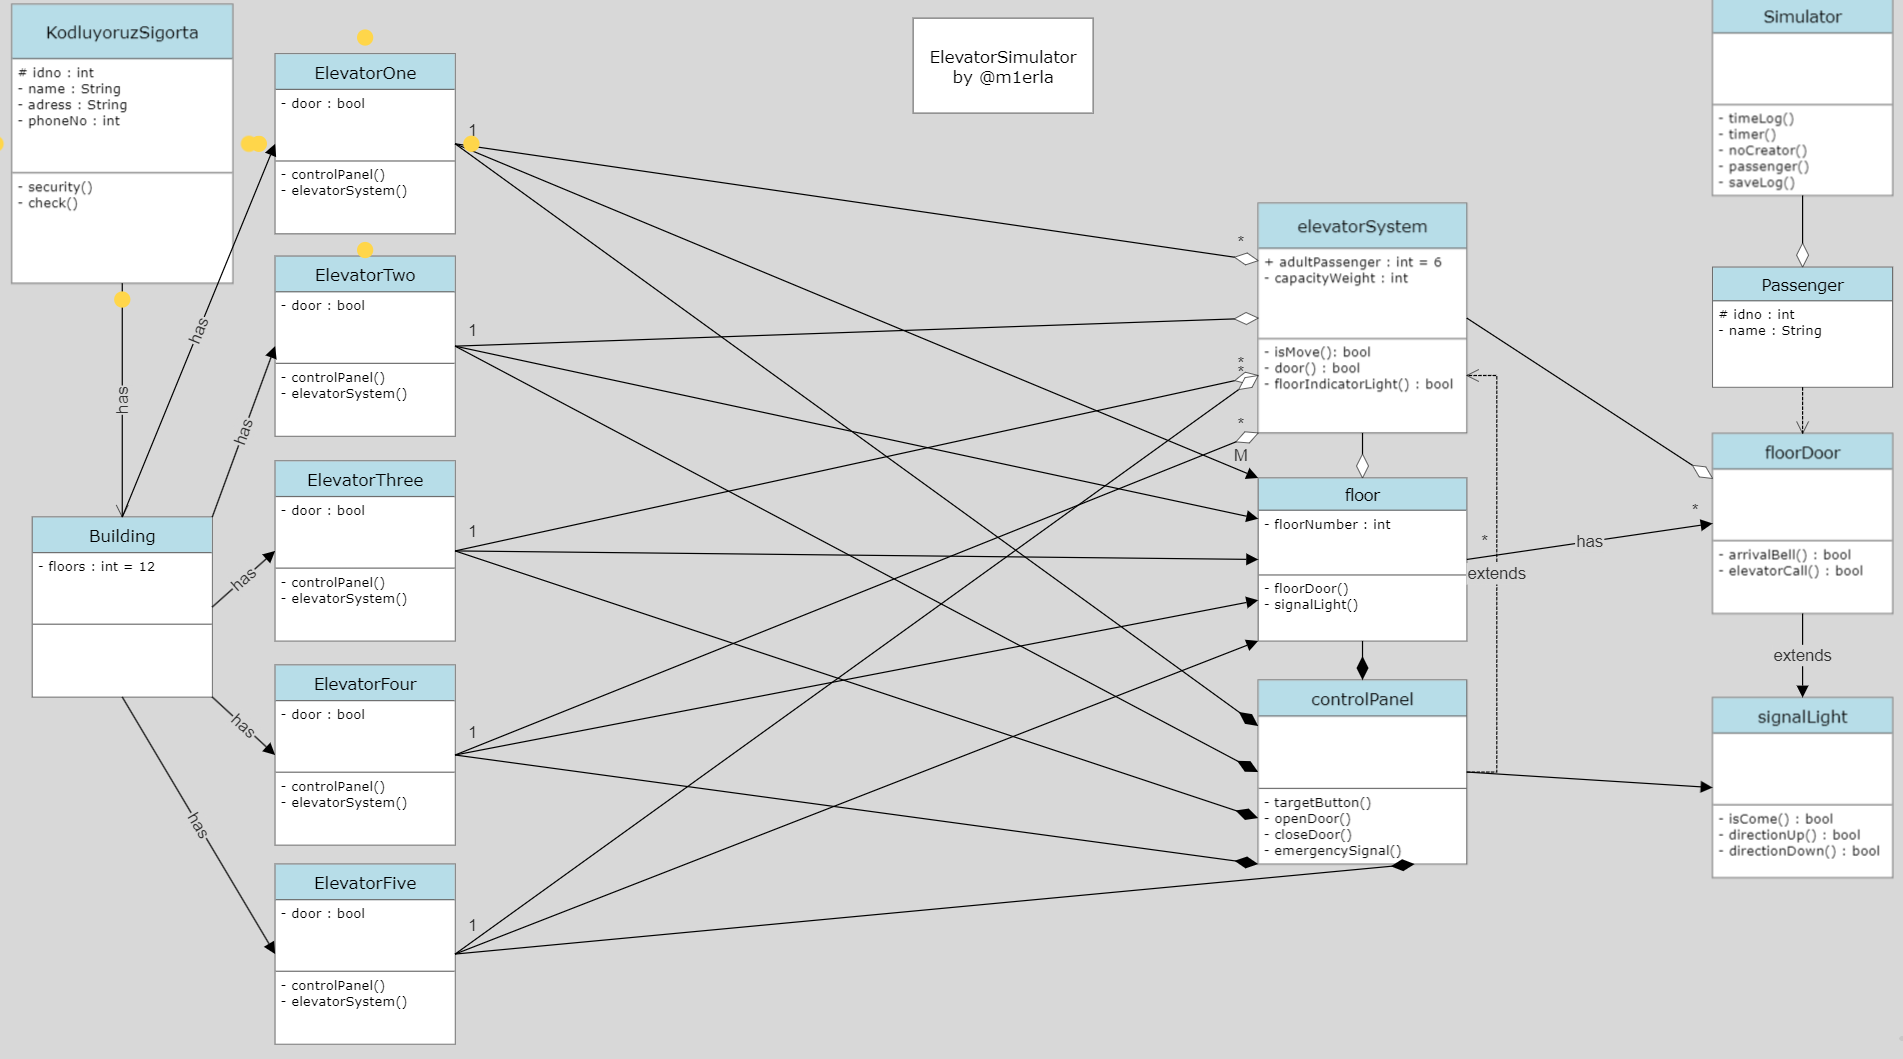 KodluyoruzSigorta
# idno : int
- name : String
- adress : String
- phoneNo : int
- security()
- check()
has
Building
- floors : int = 12
has
has
has
has
has
ElevatorOne
- door : bool
- controlPanel()
- elevatorSystem()
1
ElevatorTwo
- door : bool
- controlPanel()
- elevatorSystem()
1
ElevatorThree
- door : bool
- controlPanel()
- elevatorSystem()
1
ElevatorFour
- door : bool
- controlPanel()
- elevatorSystem()
1
ElevatorFive
- door : bool
- controlPanel()
- elevatorSystem()
1
ElevatorSimulator
by @m1erla
*
elevatorSystem
+ adultPassenger : int = 6
- capacityWeight : int
- isMove(): bool
- door() : bool
- floorIndicatorLight() : bool
*
*
*
M
floor
- floorNumber : int
- floorDoor()
- signalLight()
*
extends
has
*
controlPanel
- targetButton()
- openDoor()
- closeDoor()
- emergencySignal()
Simulator
- timeLog()
- timer()
- noCreator()
- passenger()
- saveLog()
Passenger
# idno : int
- name : String
floorDoor
- arrivalBell() : bool
- elevatorCall() : bool
extends
signalLight
- isCome() : bool
- directionUp() : bool
- directionDown() : bool